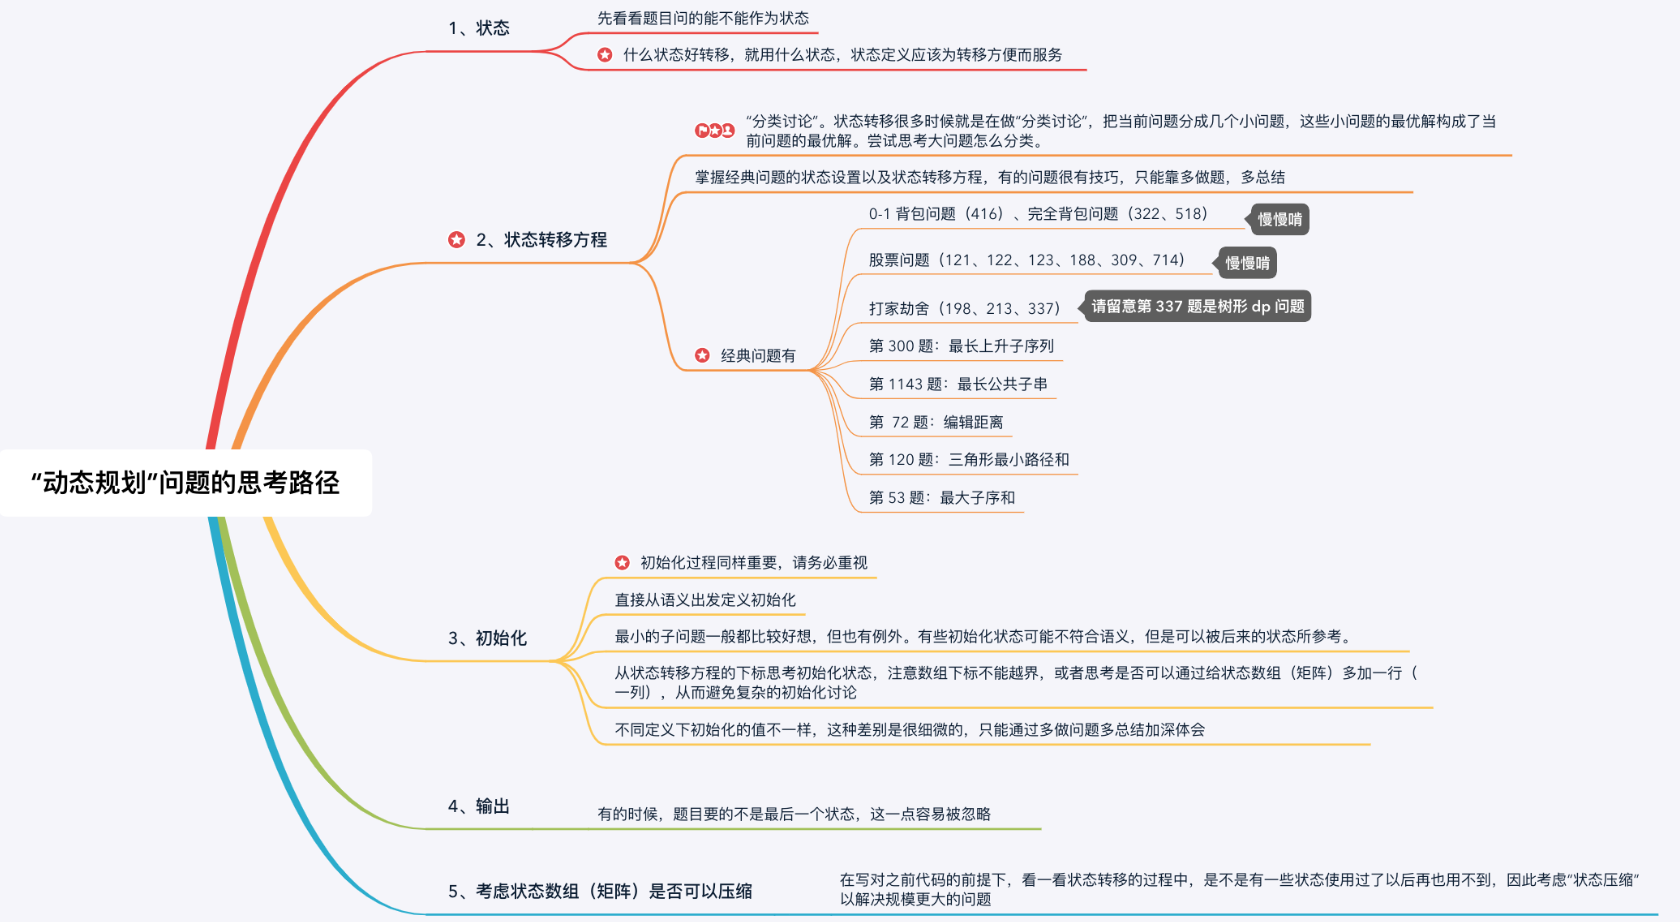 “动态规划”问题的思考路径
1、状态
先看看题目问的能不能作为状态
什么状态好转移，就用什么状态，状态定义应该为转移方便而服务
2、状态转移方程
“分类讨论”。状态转移很多时候就是在做“分类讨论”，把当前问题分成几个小问题，这些小问题的最优解构成了当
前问题的最优解。尝试思考大问题怎么分类。
掌握经典问题的状态设置以及状态转移方程，有的问题很有技巧，只能靠多做题，多总结
经典问题有
0-1 背包问题（416）、完全背包问题（322、518）
慢慢啃
股票问题（121、122、123、188、309、714）
慢慢啃
打家劫舍（198、213、337）
请留意第 337 题是树形 dp 问题
第 300 题：最长上升子序列
第 1143 题：最长公共子串
第  72 题：编辑距离
第 120 题：三角形最小路径和
第 53 题：最大子序和
3、初始化
初始化过程同样重要，请务必重视
直接从语义出发定义初始化
最小的子问题一般都比较好想，但也有例外。有些初始化状态可能不符合语义，但是可以被后来的状态所参考。
从状态转移方程的下标思考初始化状态，注意数组下标不能越界，或者思考是否可以通过给状态数组（矩阵）多加一行（
一列），从而避免复杂的初始化讨论
不同定义下初始化的值不一样，这种差别是很细微的，只能通过多做问题多总结加深体会
4、输出
有的时候，题目要的不是最后一个状态，这一点容易被忽略
5、考虑状态数组（矩阵）是否可以压缩
在写对之前代码的前提下，看一看状态转移的过程中，是不是有一些状态使用过了以后再也用不到，因此考虑“状态压缩”
以解决规模更大的问题